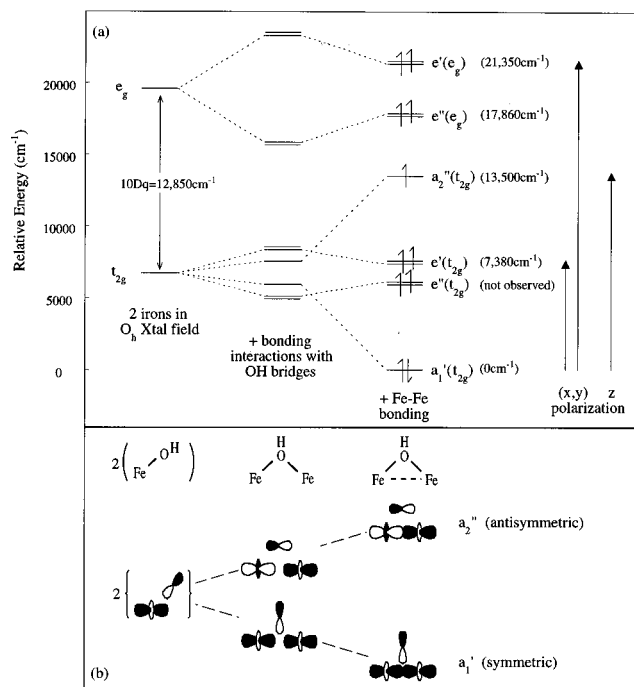 (a)
Relative Energy (cm⁻¹)
20000
15000
10000
5000
0
e_g
10Dq=12,850cm⁻¹
t_2g
2 irons in
O_h Xtal field
+ bonding
interactions with
OH bridges
e'(e_g) (21,350cm⁻¹)
e"(e_g) (17,860cm⁻¹)
a_2"(t_2g) (13,500cm⁻¹)
e'(t_2g) (7,380cm⁻¹)
e"(t_2g) (not observed)
a_1'(t_2g) (0cm⁻¹)
+ Fe-Fe
bonding
(x,y) z
polarization
2( Fe OH )
H
O
Fe Fe
H
O
Fe Fe
a_2" (antisymmetric)
2{ }
a_1' (symmetric)
(b)